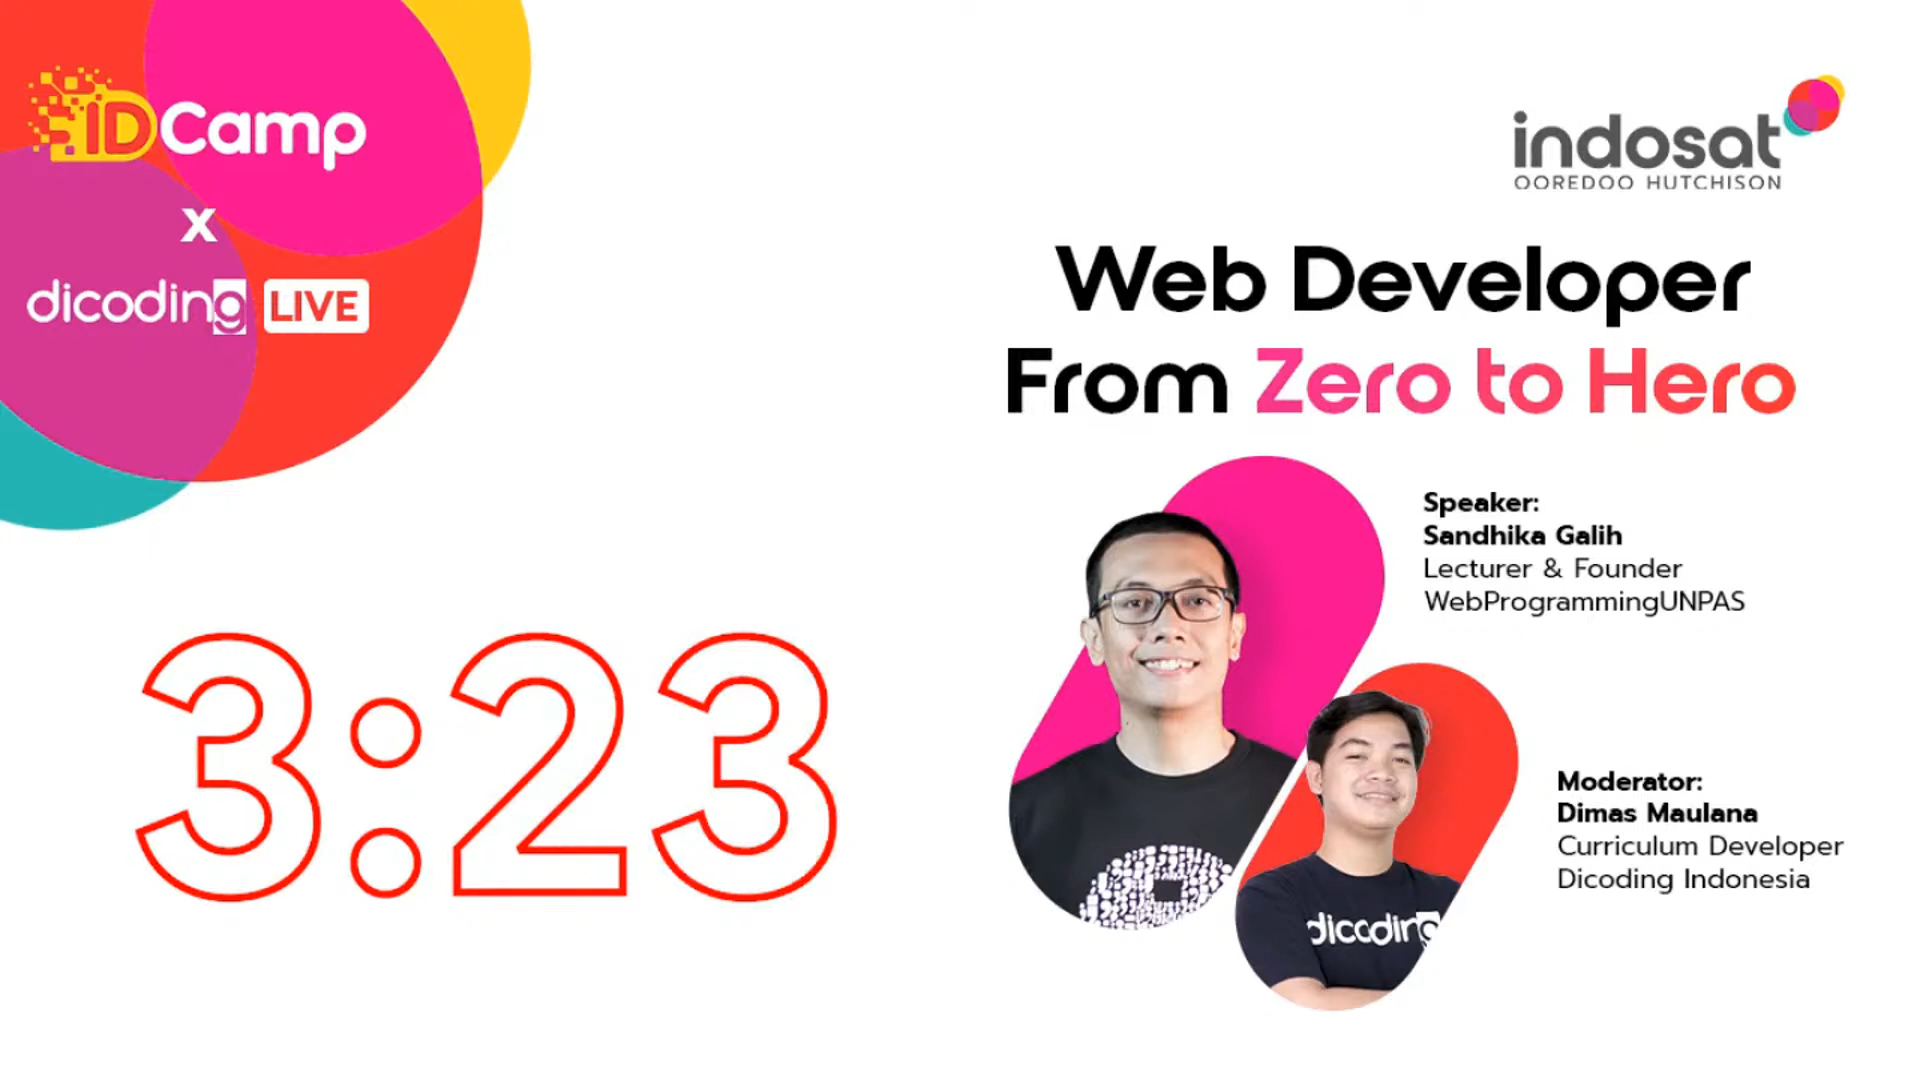 IDCamp
x
dicoding LIVE
indosat
OOREDOO HUTCHISON
Web Developer
From Zero to Hero
3:23
Speaker:
Sandhika Galih
Lecturer & Founder
WebProgrammingUNPAS
Moderator:
Dimas Maulana
Curriculum Developer
Dicoding Indonesia
dicoding